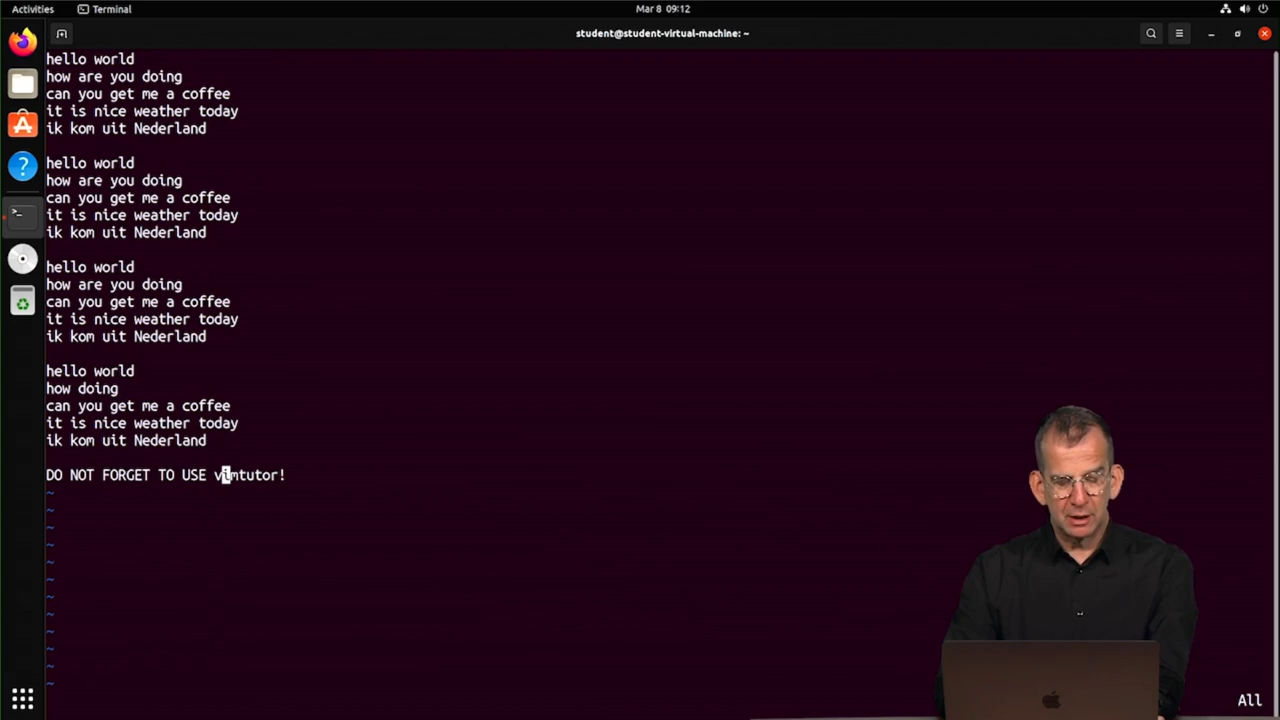 Activities
Terminal
Mar 8 09:12
student@student-virtual-machine: ~
hello world
how are you doing
can you get me a coffee
it is nice weather today
ik kom uit Nederland
hello world
how are you doing
can you get me a coffee
it is nice weather today
ik kom uit Nederland
hello world
how are you doing
can you get me a coffee
it is nice weather today
ik kom uit Nederland
hello world
how doing
can you get me a coffee
it is nice weather today
ik kom uit Nederland
DO NOT FORGET TO USE vimtutor!
~
~
~
~
~
~
~
~
~
~
~
~
All